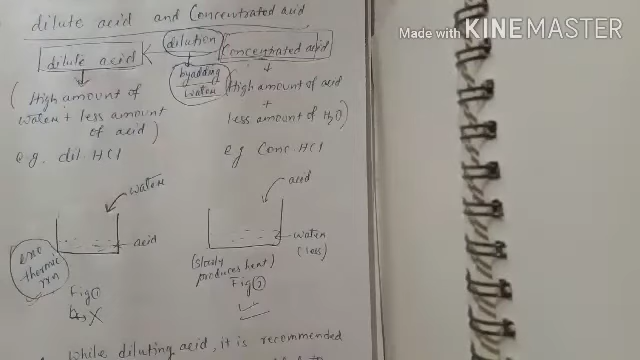 dilute acid and Concentrated acid
Made with KINEMASTER
dilute acid dilution Concentrated acid
by adding water
(High amount of water + less amount of acid)
High amount of acid
+
less amount of H2O)
e.g. dil. HCl
e.g Conc. HCl
water
acid
acid
water (less)
exothermic rxn
(slowly produces heat)
Fig ①
Fig ②
While diluting acid, it is recommended